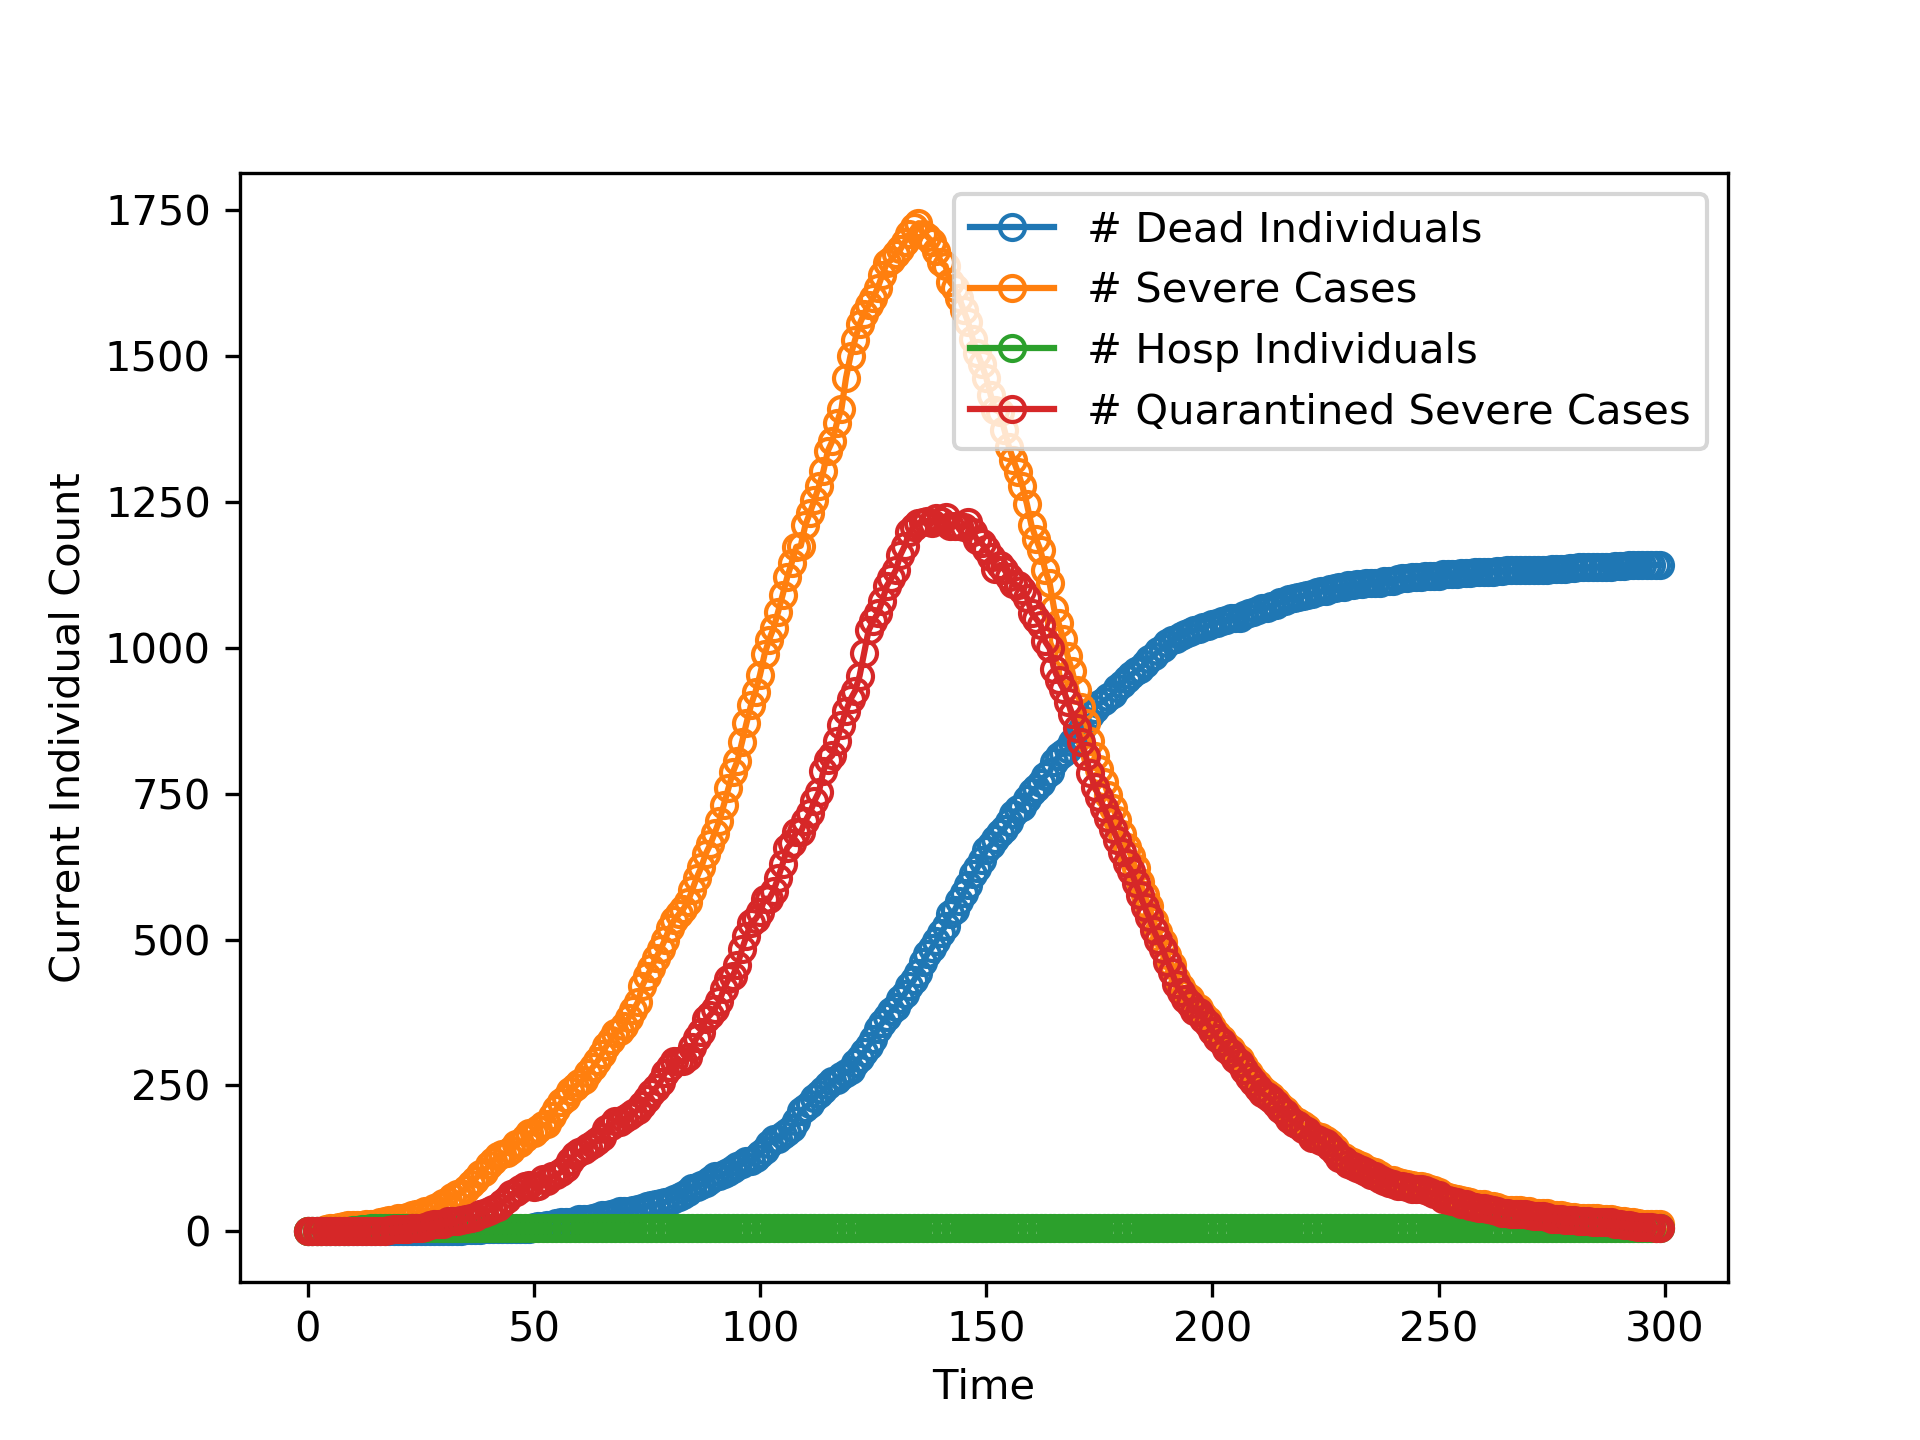 1750
1500
1250
1000
750
500
250
0
Current Individual Count
# Dead Individuals
# Severe Cases
# Hosp Individuals
# Quarantined Severe Cases
0 50 100 150 200 250 300
Time